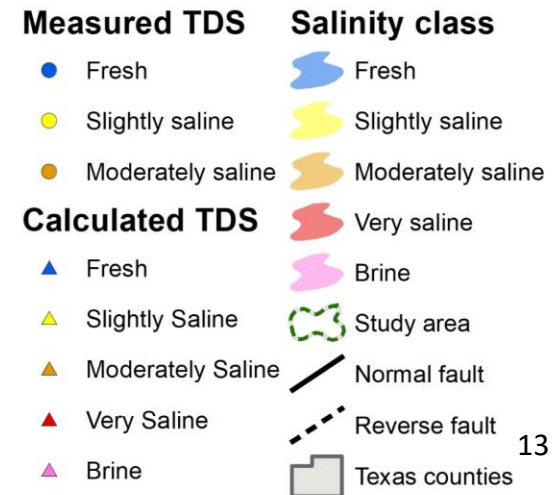 Measured TDS
Fresh
Slightly saline
Moderately saline
Calculated TDS
Fresh
Slightly Saline
Moderately Saline
Very Saline
Brine
Salinity class
Fresh
Slightly saline
Moderately saline
Very saline
Brine
Study area
Normal fault
Reverse fault
Texas counties
13